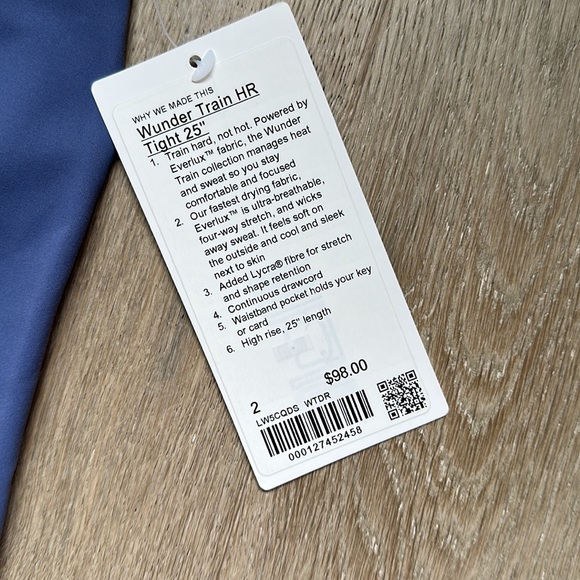 WHY WE MADE THIS
Wunder Train HR
Tight 25"
1. Train hard, not hot. Powered by
Everlux™ fabric, the Wunder
Train collection manages heat
and sweat so you stay
comfortable and focused
2. Our fastest drying fabric,
Everlux™ is ultra-breathable,
four-way stretch, and wicks
away sweat. It feels soft on
the outside and cool and sleek
next to skin
3. Added Lycra® fibre for stretch
and shape retention
4. Continuous drawcord
5. Waistband pocket holds your key
or card
6. High rise, 25" length
2 $98.00
LW5CQDS WTDR
000127452458